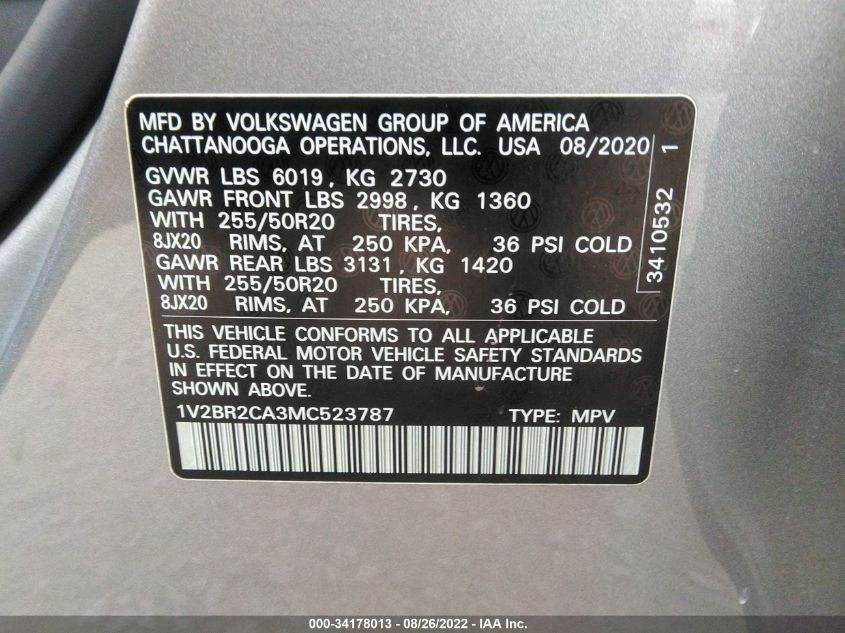 MFD BY VOLKSWAGEN GROUP OF AMERICA
CHATTANOOGA OPERATIONS, LLC. USA 08/2020
GVWR LBS 6019, KG 2730
GAWR FRONT LBS 2998, KG 1360
WITH 255/50R20 TIRES,
8JX20 RIMS, AT 250 KPA, 36 PSI COLD
GAWR REAR LBS 3131, KG 1420
WITH 255/50R20 TIRES,
8JX20 RIMS, AT 250 KPA, 36 PSI COLD
3410532 1
THIS VEHICLE CONFORMS TO ALL APPLICABLE
U.S. FEDERAL MOTOR VEHICLE SAFETY STANDARDS
IN EFFECT ON THE DATE OF MANUFACTURE
SHOWN ABOVE.
1V2BR2CA3MC523787 TYPE: MPV
000-34178013 - 08/26/2022 - IAA Inc.